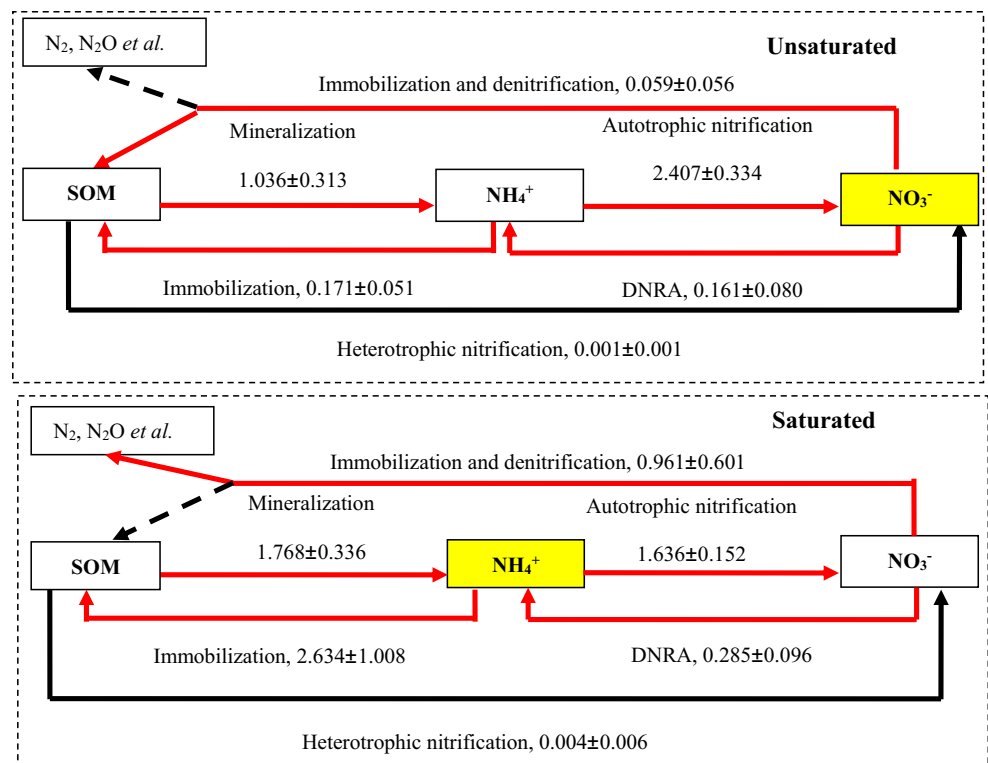 N₂, N₂O et al.
Unsaturated
Immobilization and denitrification, 0.059±0.056
Mineralization
Autotrophic nitrification
1.036±0.313
2.407±0.334
SOM
NH₄⁺
NO₃⁻
Immobilization, 0.171±0.051
DNRA, 0.161±0.080
Heterotrophic nitrification, 0.001±0.001
Saturated
N₂, N₂O et al.
Immobilization and denitrification, 0.961±0.601
Mineralization
Autotrophic nitrification
1.768±0.336
1.636±0.152
SOM
NH₄⁺
NO₃⁻
Immobilization, 2.634±1.008
DNRA, 0.285±0.096
Heterotrophic nitrification, 0.004±0.006